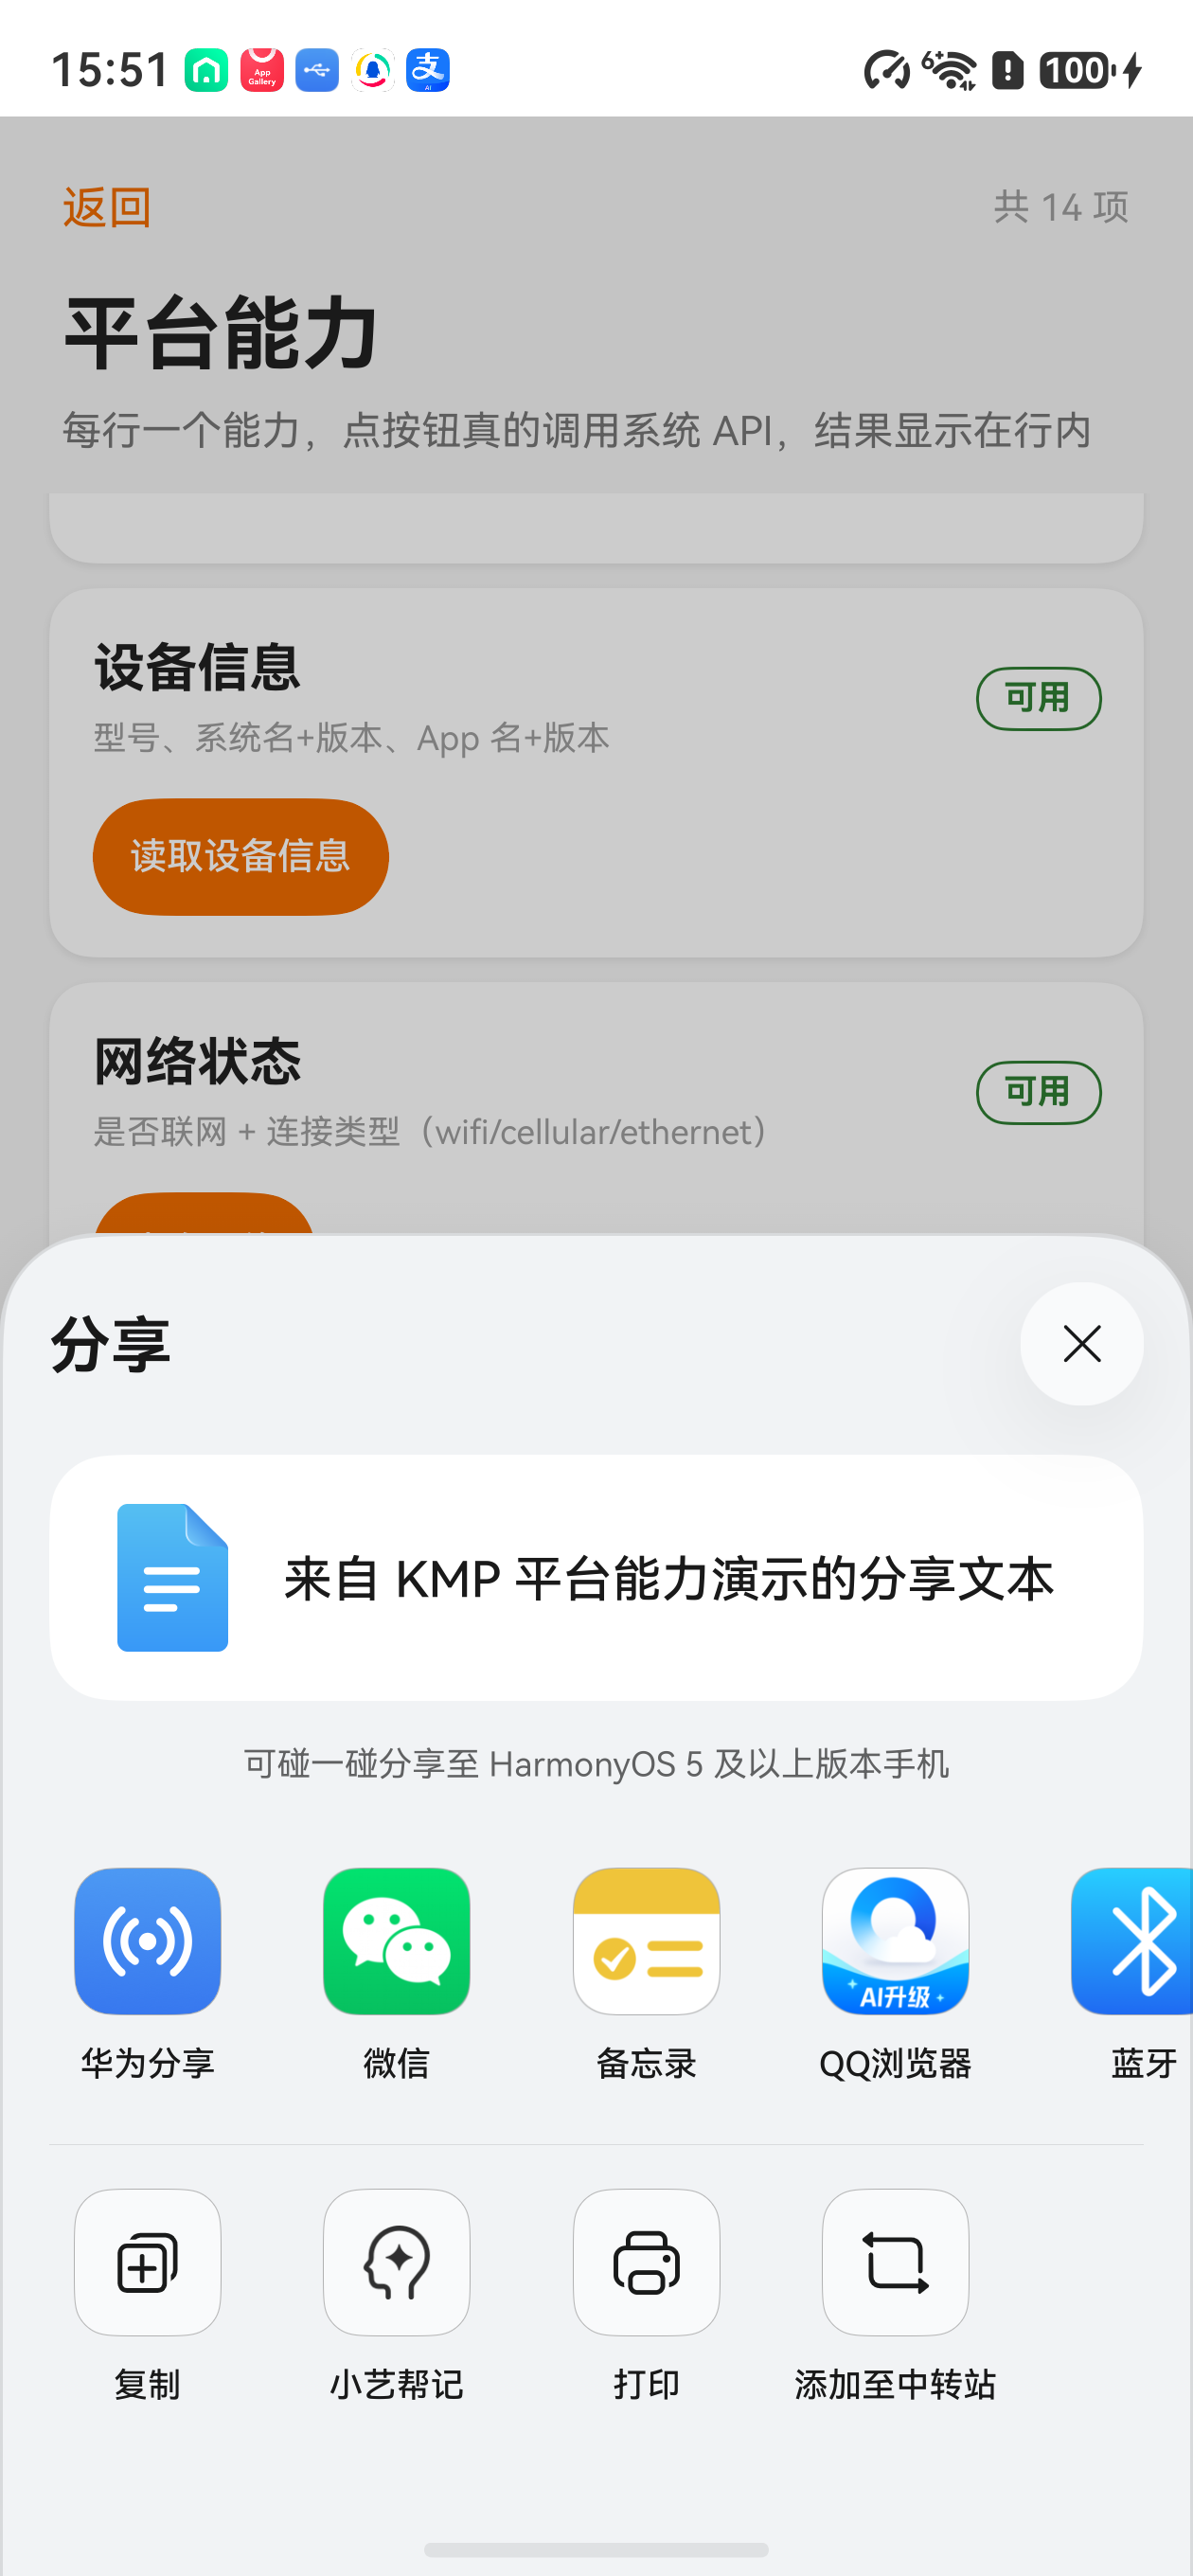 15:51
App
Gallery
支
AI
6+
100
返回
共 14 项
平台能力
每行一个能力，点按钮真的调用系统 API，结果显示在行内
设备信息
可用
型号、系统名+版本、App 名+版本
读取设备信息
网络状态
可用
是否联网 + 连接类型（wifi/cellular/ethernet）
分享
来自 KMP 平台能力演示的分享文本
可碰一碰分享至 HarmonyOS 5 及以上版本手机
AI升级
华为分享
微信
备忘录
QQ浏览器
蓝牙
复制
小艺帮记
打印
添加至中转站